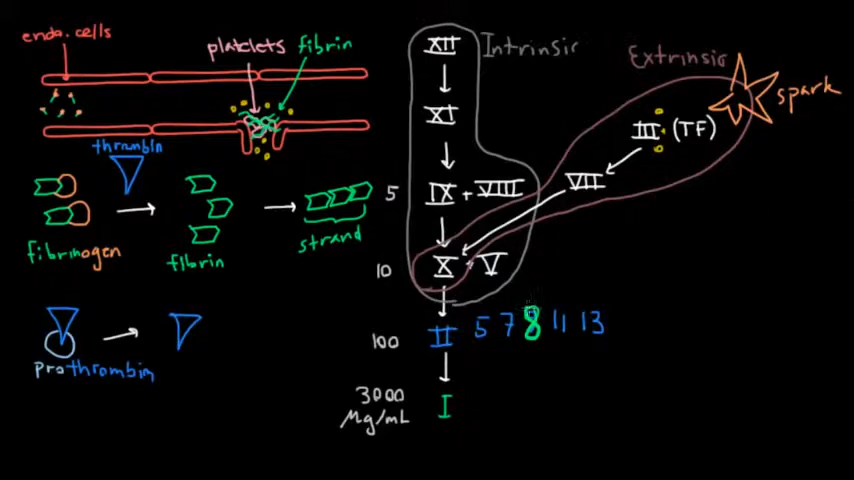 endo.cells
platelets
fibrin
thrombin
fibrinogen
fibrin
strand
prothrombin
XII
Intrinsic
XI
5
IX + VIII
X + V
10
Extrinsic
spark
III (TF)
VII
100
II 5 7 8 11 13
3000
Mg/mL
I